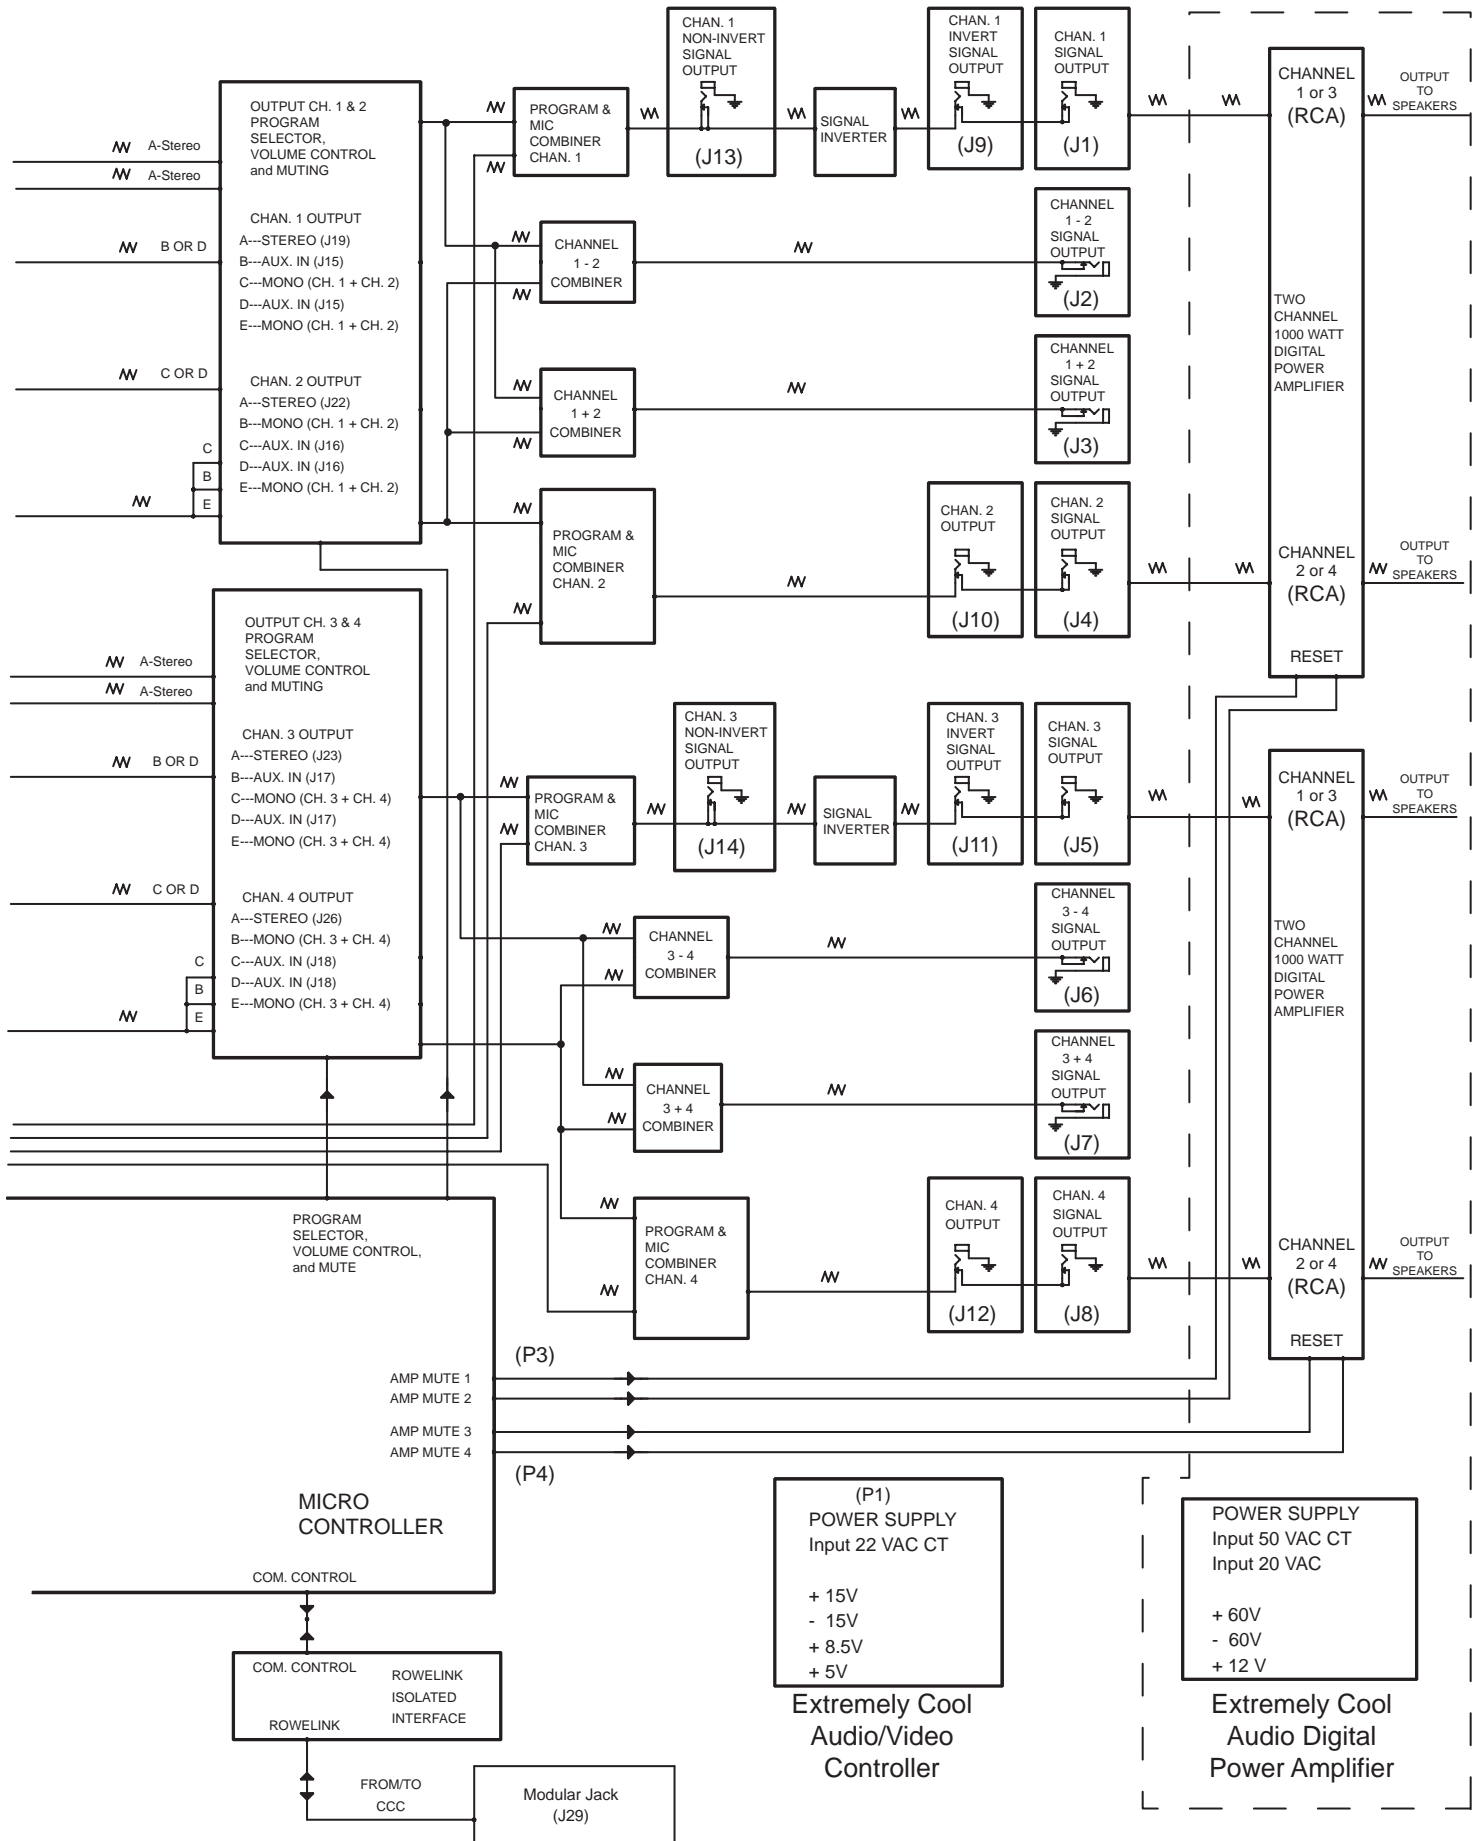 CHAN. 1
NON-INVERT
SIGNAL
OUTPUT
(J13)
CHAN. 1
INVERT
SIGNAL
OUTPUT
(J9)
CHAN. 1
SIGNAL
OUTPUT
(J1)
CHANNEL
1 or 3
(RCA)
OUTPUT
TO
SPEAKERS
OUTPUT CH. 1 & 2
PROGRAM
SELECTOR,
VOLUME CONTROL
and MUTING
A-Stereo
A-Stereo
PROGRAM &
MIC
COMBINER
CHAN. 1
SIGNAL
INVERTER
CHAN. 1 OUTPUT
A---STEREO (J19)
B---AUX. IN (J15)
C---MONO (CH. 1 + CH. 2)
D---AUX. IN (J15)
E---MONO (CH. 1 + CH. 2)
B OR D
CHANNEL
1 - 2
COMBINER
CHANNEL
1 - 2
SIGNAL
OUTPUT
(J2)
TWO
CHANNEL
1000 WATT
DIGITAL
POWER
AMPLIFIER
C OR D
CHAN. 2 OUTPUT
A---STEREO (J22)
B---MONO (CH. 1 + CH. 2)
C---AUX. IN (J16)
D---AUX. IN (J16)
E---MONO (CH. 1 + CH. 2)
C
B
E
CHANNEL
1 + 2
COMBINER
CHANNEL
1 + 2
SIGNAL
OUTPUT
(J3)
PROGRAM &
MIC
COMBINER
CHAN. 2
CHAN. 2
OUTPUT
(J10)
CHAN. 2
SIGNAL
OUTPUT
(J4)
CHANNEL
2 or 4
(RCA)
OUTPUT
TO
SPEAKERS
RESET
OUTPUT CH. 3 & 4
PROGRAM
SELECTOR,
VOLUME CONTROL
and MUTING
A-Stereo
A-Stereo
CHAN. 3 OUTPUT
A---STEREO (J23)
B---AUX. IN (J17)
C---MONO (CH. 3 + CH. 4)
D---AUX. IN (J17)
E---MONO (CH. 3 + CH. 4)
B OR D
PROGRAM &
MIC
COMBINER
CHAN. 3
CHAN. 3
NON-INVERT
SIGNAL
OUTPUT
(J14)
SIGNAL
INVERTER
CHAN. 3
INVERT
SIGNAL
OUTPUT
(J11)
CHAN. 3
SIGNAL
OUTPUT
(J5)
CHANNEL
1 or 3
(RCA)
OUTPUT
TO
SPEAKERS
C OR D
CHAN. 4 OUTPUT
A---STEREO (J26)
B---MONO (CH. 3 + CH. 4)
C---AUX. IN (J18)
D---AUX. IN (J18)
E---MONO (CH. 3 + CH. 4)
C
B
E
CHANNEL
3 - 4
COMBINER
CHANNEL
3 - 4
SIGNAL
OUTPUT
(J6)
TWO
CHANNEL
1000 WATT
DIGITAL
POWER
AMPLIFIER
CHANNEL
3 + 4
COMBINER
CHANNEL
3 + 4
SIGNAL
OUTPUT
(J7)
PROGRAM
SELECTOR,
VOLUME CONTROL,
and MUTE
PROGRAM &
MIC
COMBINER
CHAN. 4
CHAN. 4
OUTPUT
(J12)
CHAN. 4
SIGNAL
OUTPUT
(J8)
CHANNEL
2 or 4
(RCA)
OUTPUT
TO
SPEAKERS
RESET
(P3)
AMP MUTE 1
AMP MUTE 2
AMP MUTE 3
AMP MUTE 4
(P4)
MICRO
CONTROLLER
COM. CONTROL
COM. CONTROL
ROWELINK
ISOLATED
INTERFACE
ROWELINK
FROM/TO
CCC
Modular Jack
(J29)
(P1)
POWER SUPPLY
Input 22 VAC CT
+ 15V
- 15V
+ 8.5V
+ 5V
Extremely Cool
Audio/Video
Controller
POWER SUPPLY
Input 50 VAC CT
Input 20 VAC
+ 60V
- 60V
+ 12 V
Extremely Cool
Audio Digital
Power Amplifier